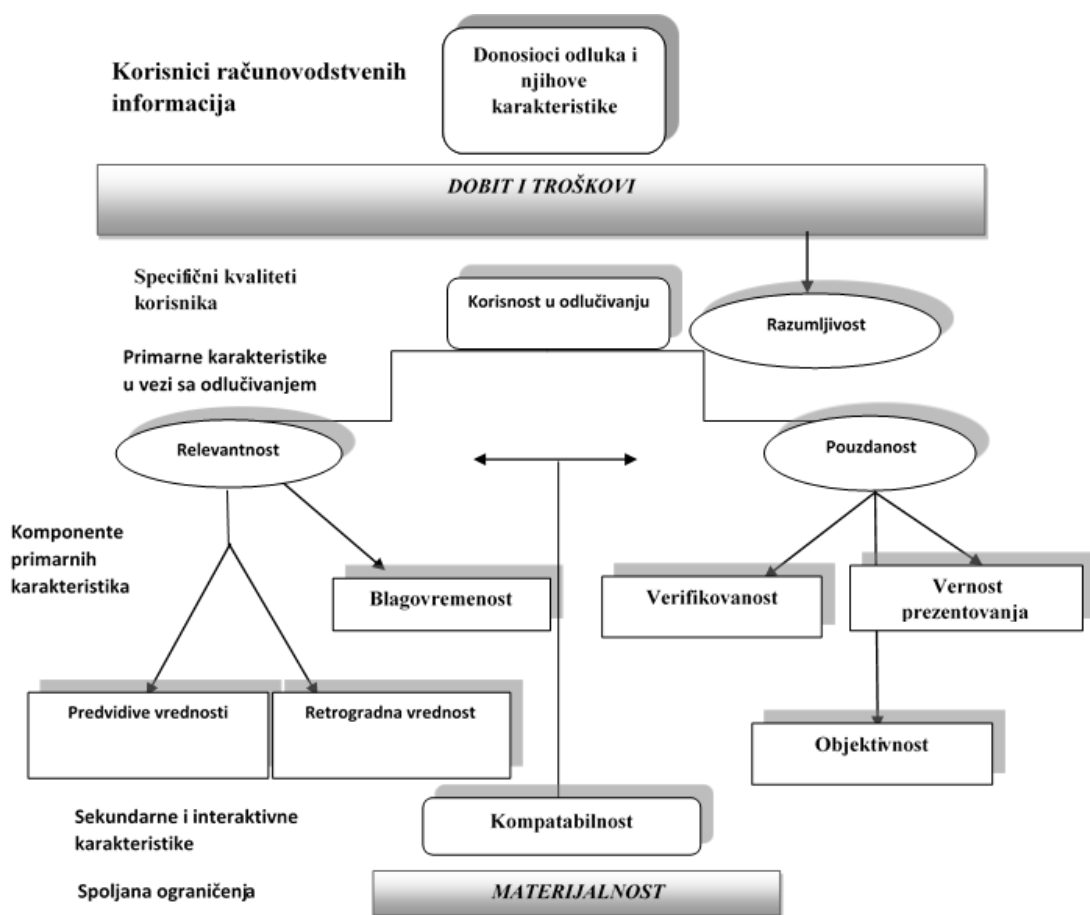 Korisnici računovodstvenih
informacija
Donosioci odluka i
njihove
karakteristike
DOBIT I TROŠKOVI
Specifični kvaliteti
korisnika
Korisnost u odlučivanju
Razumljivost
Primarne karakteristike
u vezi sa odlučivanjem
Relevantnost
Pouzdanost
Komponente
primarnih
karakteristika
Blagovremenost
Verifikovanost
Vernost
prezentovanja
Predvidive vrednosti
Retrogradna vrednost
Objektivnost
Sekundarne i interaktivne
karakteristike
Kompatabilnost
Spoljana ograničenja
MATERIJALNOST